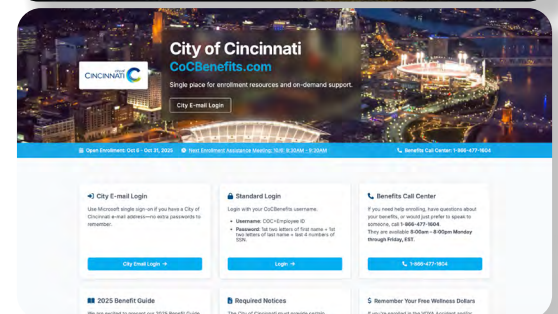 City of Cincinnati
CoCBenefits.com
CITY OF
CINCINNATI
Single place for enrollment resources and on-demand support.
City E-mail Login
Open Enrollment: Oct 6 - Oct 31, 2025
Next Enrollment Assistance Meeting: 10/6: 8:30AM - 9:30AM
Benefits Call Center: 1-866-477-1604
City E-mail Login
Use Microsoft single sign-on if you have a City of
Cincinnati e-mail address—no extra passwords to
remember.
City Email Login →
Standard Login
Login with your CoCBenefits username.
• Username: COC+Employee ID
• Password: 1st two letters of first name + 1st
two letters of last name + last 4 numbers of
SSN.
Login →
Benefits Call Center
If you need help enrolling, have questions about
your benefits, or would just prefer to speak to
someone, call 1-866-477-1604.
They are available 8:00am - 8:00pm Monday
through Friday, EST.
1-866-477-1604
2025 Benefit Guide
Required Notices
Remember Your Free Wellness Dollars